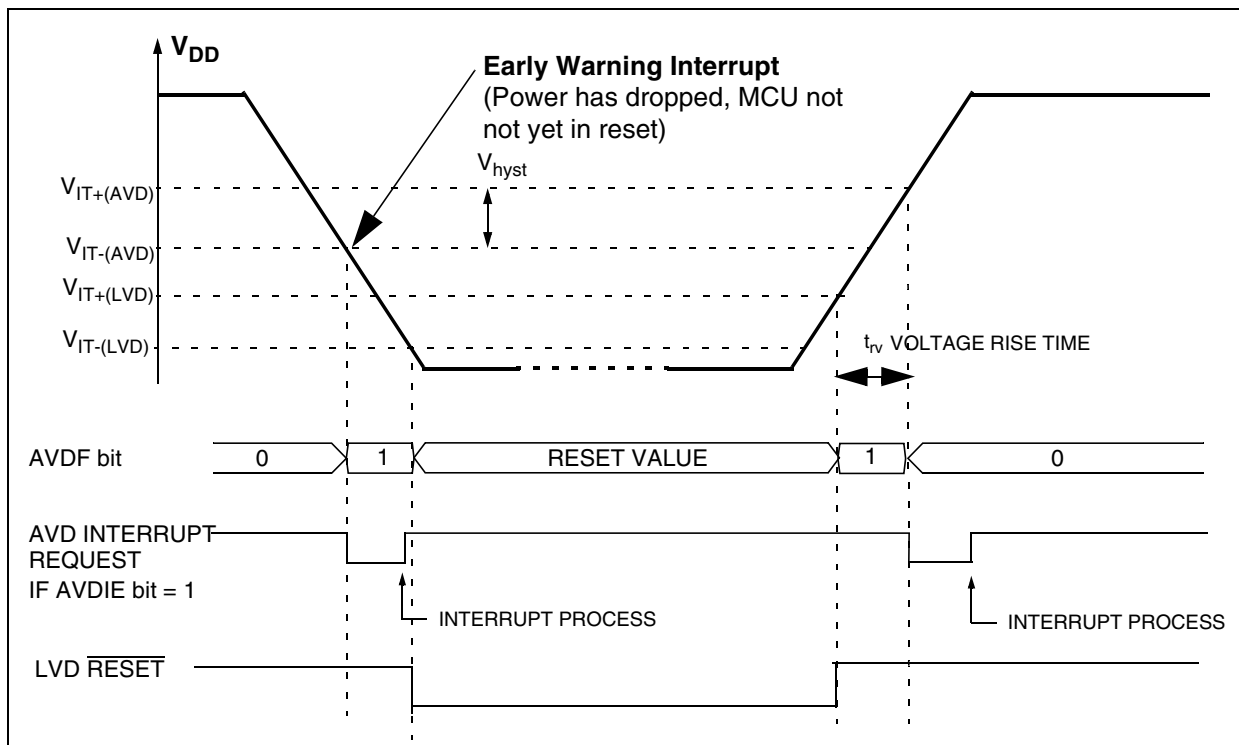 VDD
Early Warning Interrupt
(Power has dropped, MCU not
not yet in reset)
Vhyst
VIT+(AVD)
VIT-(AVD)
VIT+(LVD)
VIT-(LVD)
trv VOLTAGE RISE TIME
AVDF bit
0
1
RESET VALUE
1
0
AVD INTERRUPT
REQUEST
IF AVDIE bit = 1
INTERRUPT PROCESS
INTERRUPT PROCESS
LVD RESET